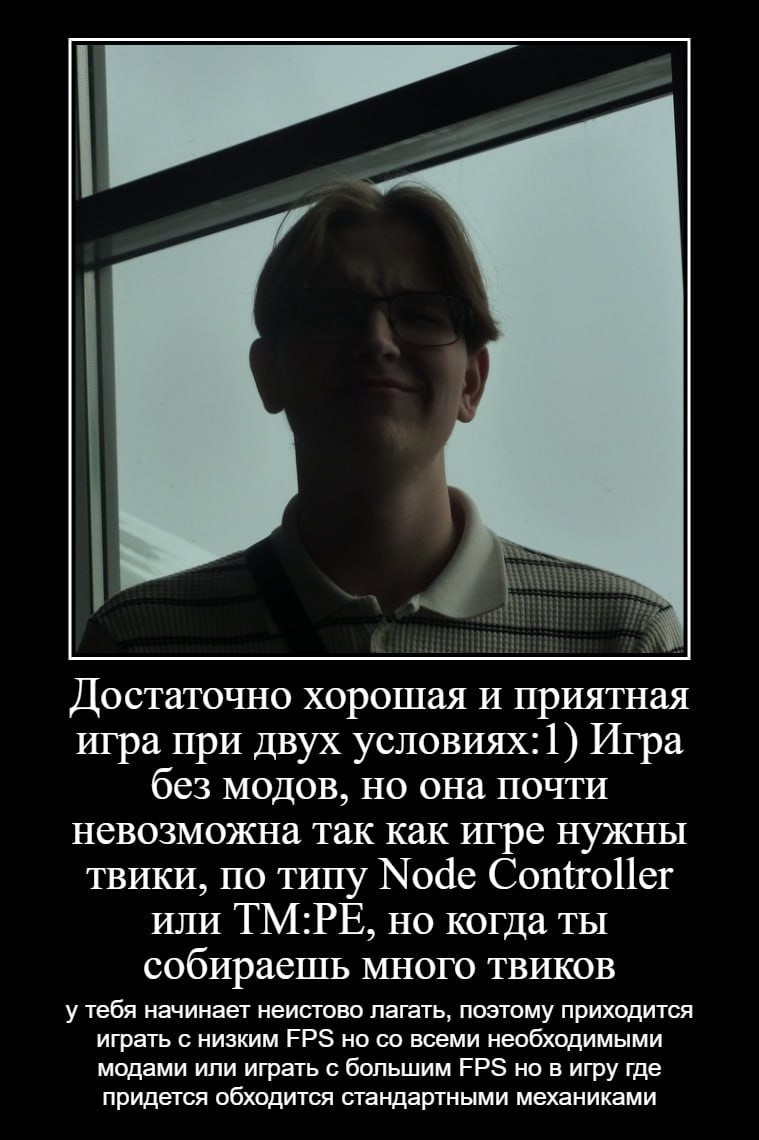 Достаточно хорошая и приятная
игра при двух условиях:1) Игра
без модов, но она почти
невозможна так как игре нужны
твики, по типу Node Controller
или TM:PE, но когда ты
собираешь много твиков
у тебя начинает неистово лагать, поэтому приходится
играть с низким FPS но со всеми необходимыми
модами или играть с большим FPS но в игру где
придется обходится стандартными механиками